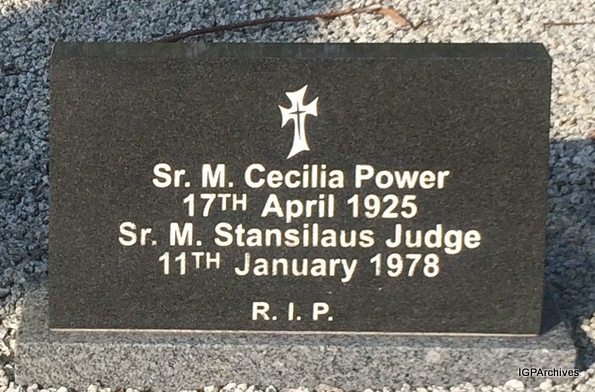 Sr. M. Cecilia Power
17TH April 1925
Sr. M. Stansilaus Judge
11TH January 1978
R. I. P.
IGPArchives